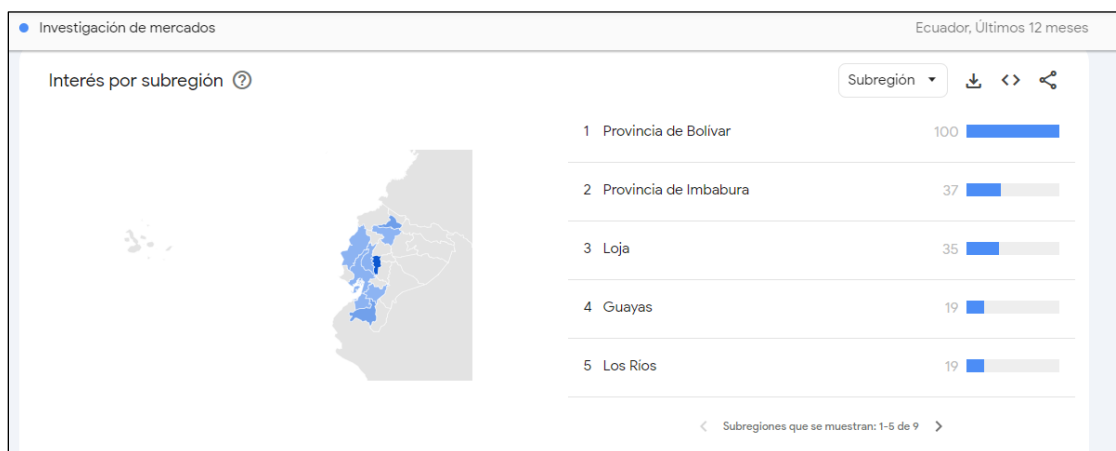 Investigación de mercados
Ecuador, Últimos 12 meses
Interés por subregión
Subregión
1 Provincia de Bolívar 100
2 Provincia de Imbabura 37
3 Loja 35
4 Guayas 19
5 Los Ríos 19
Subregiones que se muestran: 1-5 de 9